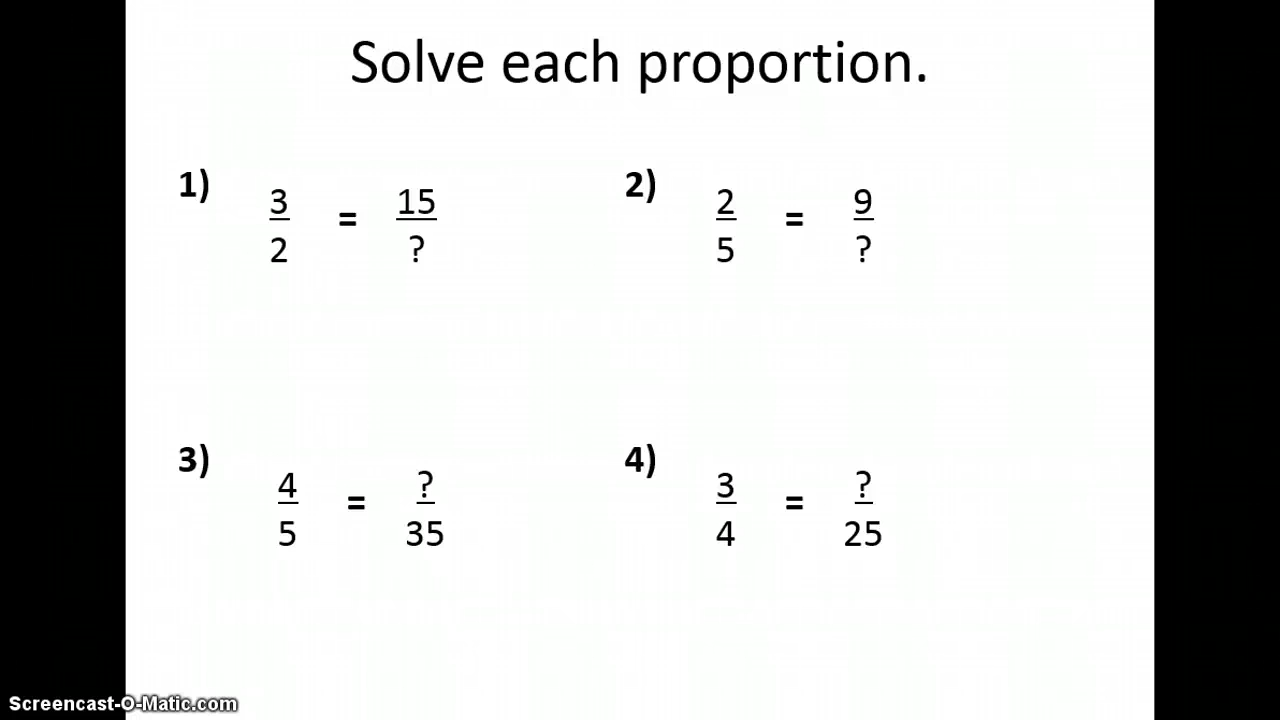 Solve each proportion.
1) 3/2 = 15/?
2) 2/5 = 9/?
3) 4/5 = ?/35
4) 3/4 = ?/25
Screencast-O-Matic.com